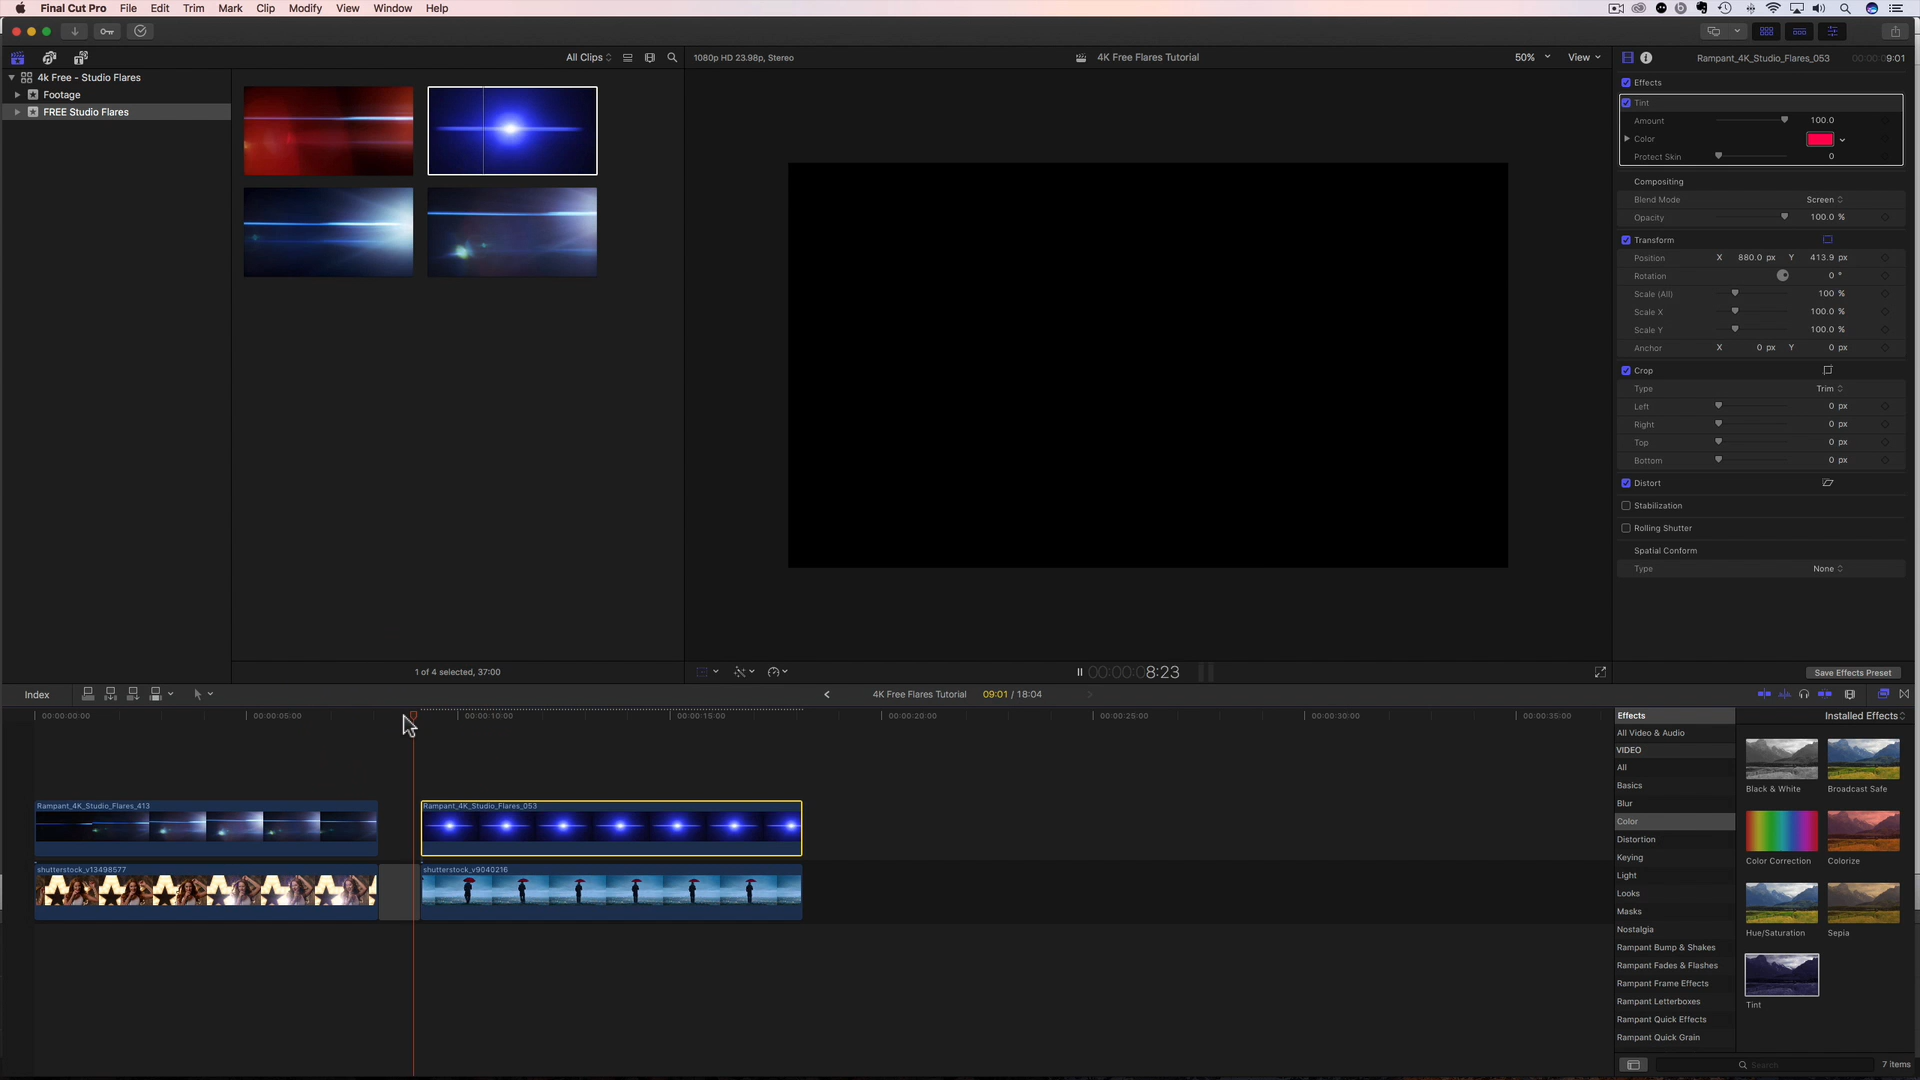 Final Cut Pro File Edit Trim Mark Clip Modify View Window Help
All Clips
1080p HD 23.98p, Stereo
4K Free Flares Tutorial
50%
View
Rampant_4K_Studio_Flares_053
9:01
4k Free - Studio Flares
Footage
FREE Studio Flares
Effects
Tint
Amount 100.0
Color
Protect Skin 0
Compositing
Blend Mode Screen
Opacity 100.0 %
Transform
Position X 880.0 px Y 413.9 px
Rotation 0 °
Scale (All) 100 %
Scale X 100.0 %
Scale Y 100.0 %
Anchor X 0 px Y 0 px
Crop
Type Trim
Left 0 px
Right 0 px
Top 0 px
Bottom 0 px
Distort
Stabilization
Rolling Shutter
Spatial Conform
Type None
1 of 4 selected, 37:00
00:00:08:23
Save Effects Preset
Index
4K Free Flares Tutorial 09:01 / 18:04
00:00:00:00 00:00:05:00 00:00:10:00 00:00:15:00 00:00:20:00 00:00:25:00 00:00:30:00 00:00:35:00
Rampant_4K_Studio_Flares_413
Rampant_4K_Studio_Flares_053
shutterstock_v13498577
shutterstock_v9040216
Effects
Installed Effects
All Video & Audio
VIDEO
All
Basics
Blur
Color
Distortion
Keying
Light
Looks
Masks
Nostalgia
Rampant Bump & Shakes
Rampant Fades & Flashes
Rampant Frame Effects
Rampant Letterboxes
Rampant Quick Effects
Rampant Quick Grain
Black & White
Broadcast Safe
Color Correction
Colorize
Hue/Saturation
Sepia
Tint
Search
7 items